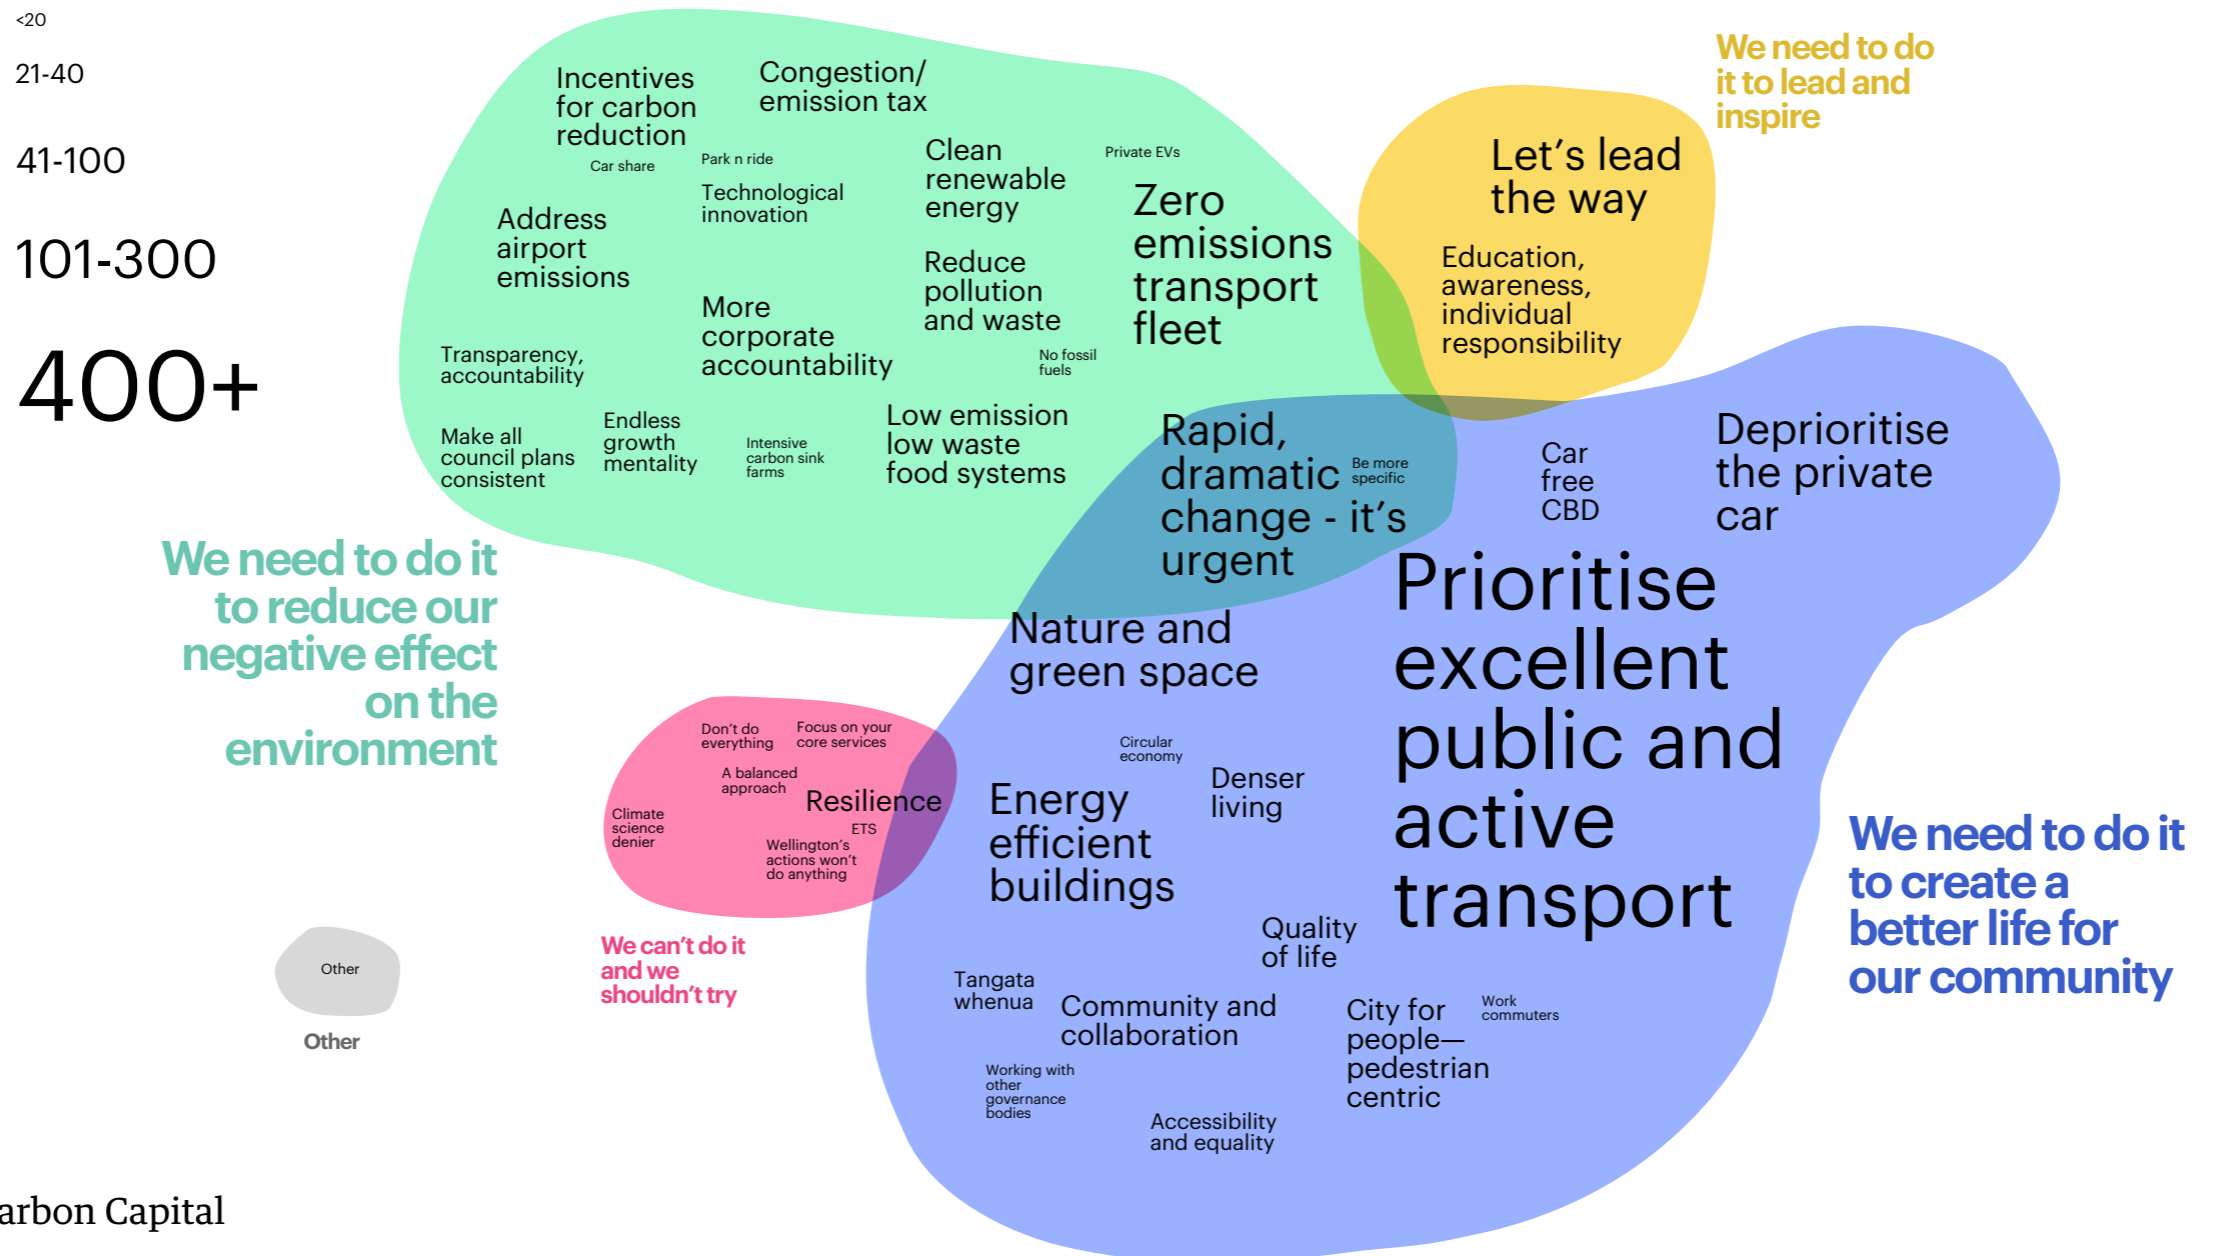 <20
21-40
41-100
101-300
400+
Incentives
for carbon
reduction
Congestion/
emission tax
Car share
Park n ride
Technological
innovation
Clean
renewable
energy
Private EVs
Zero
emissions
transport
fleet
Address
airport
emissions
More
corporate
accountability
Reduce
pollution
and waste
No fossil
fuels
Transparency,
accountability
Make all
council plans
consistent
Endless
growth
mentality
Intensive
carbon sink
farms
Low emission
low waste
food systems
We need to do it
to reduce our
negative effect
on the
environment
We need to do
it to lead and
inspire
Let's lead
the way
Education,
awareness,
individual
responsibility
Rapid,
dramatic
change - it's
urgent
Be more
specific
Car
free
CBD
Deprioritise
the private
car
Prioritise
excellent
public and
active
transport
Nature and
green space
Circular
economy
Denser
living
Energy
efficient
buildings
Quality
of life
Tangata
whenua
Community and
collaboration
City for
people—
pedestrian
centric
Work
commuters
Working with
other
governance
bodies
Accessibility
and equality
We need to do it
to create a
better life for
our community
Don't do
everything
Focus on your
core services
A balanced
approach
Resilience
Climate
science
denier
ETS
Wellington's
actions won't
do anything
We can't do it
and we
shouldn't try
Other
Other
arbon Capital